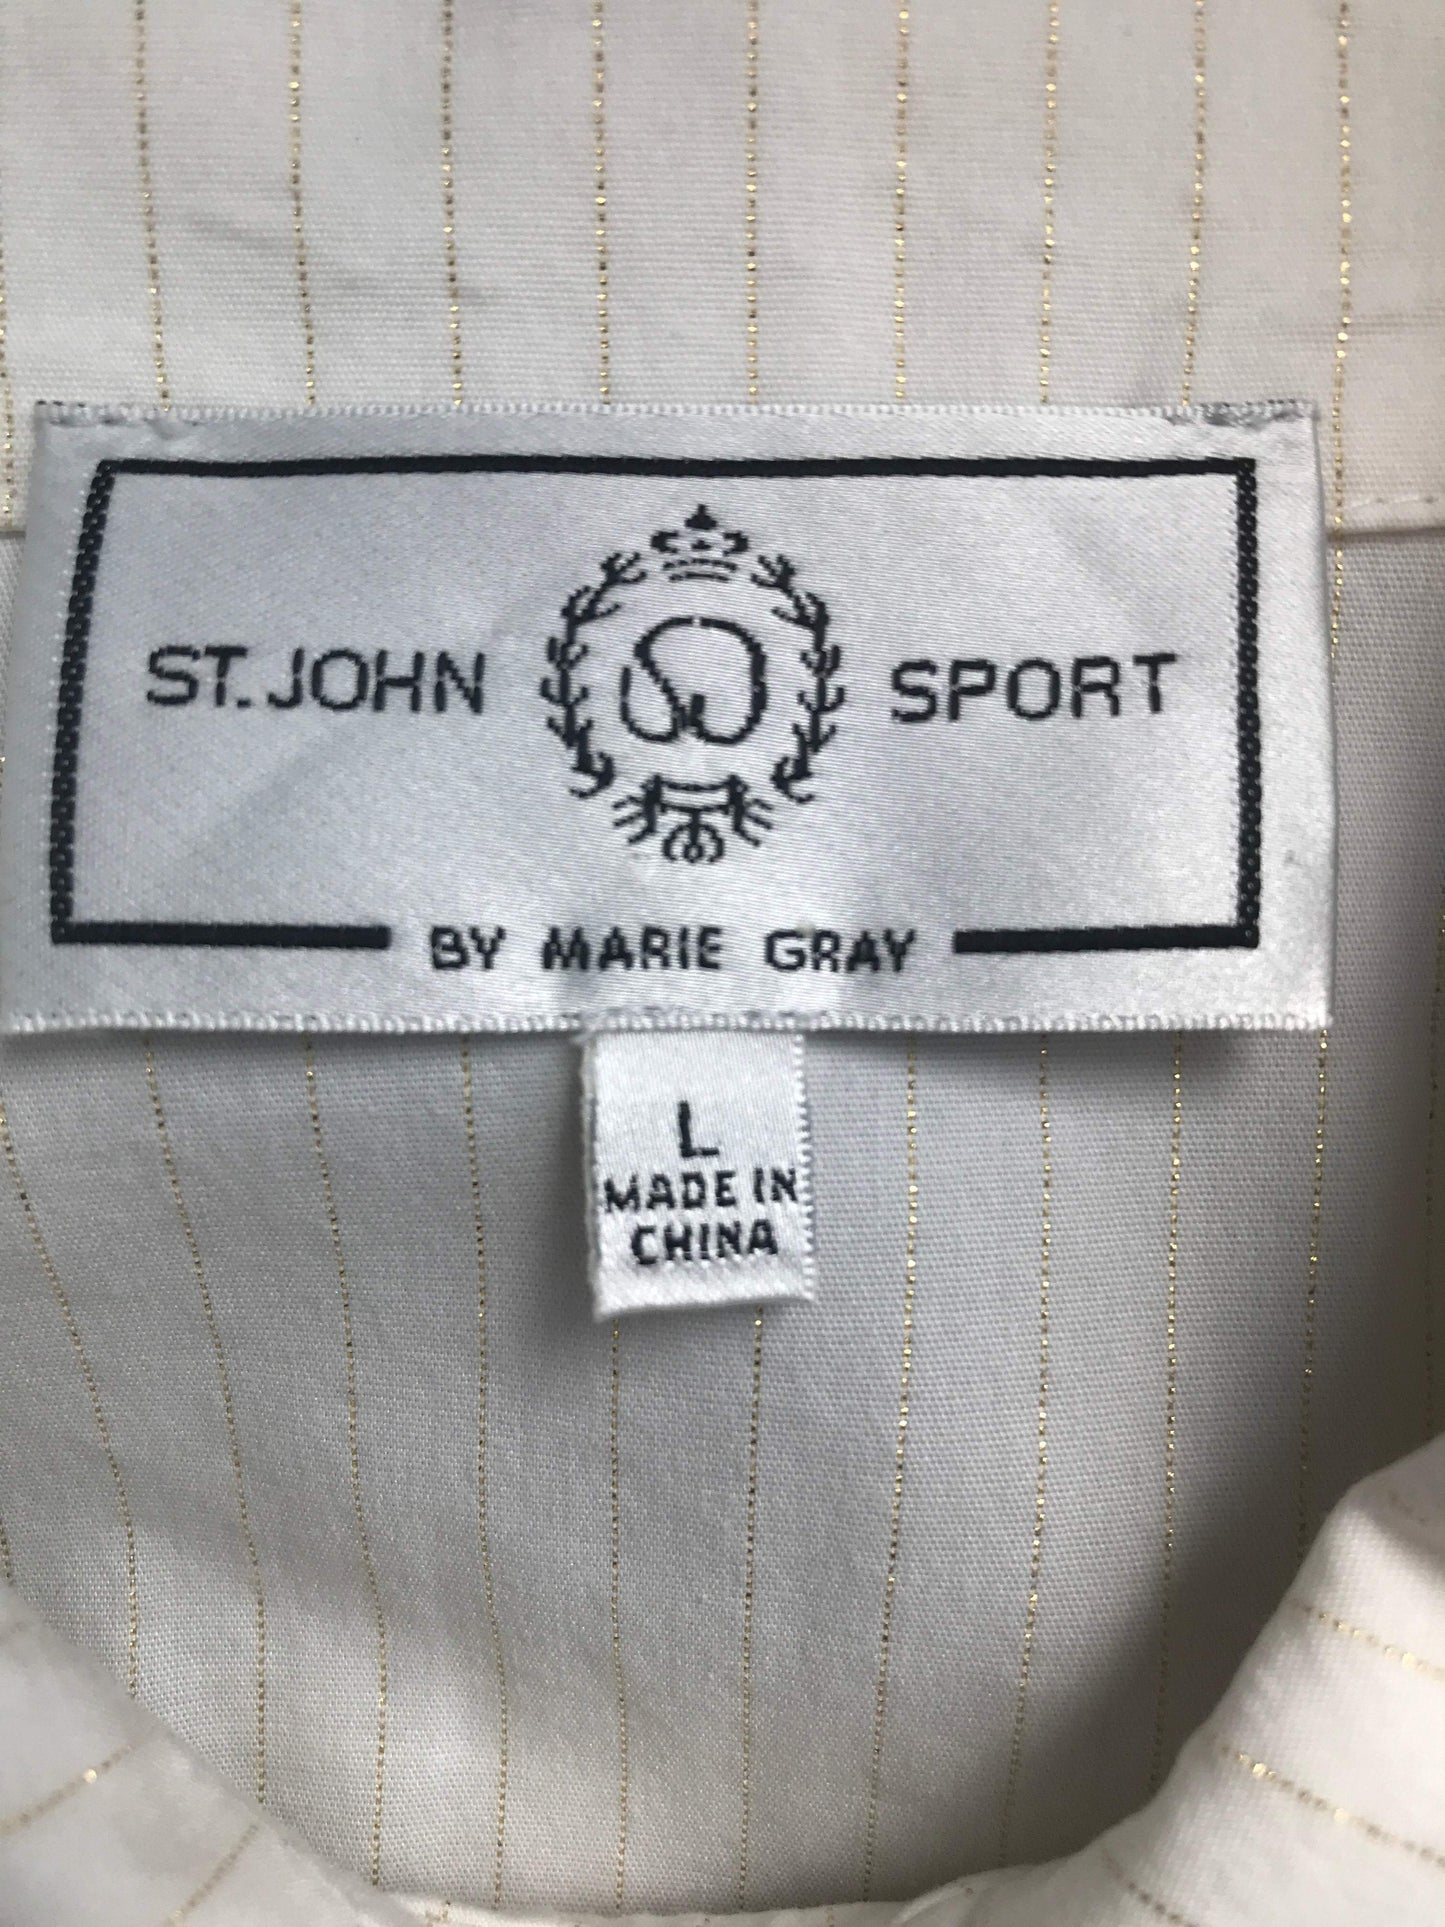 ST. JOHN SPORT
BY MARIE GRAY
L
MADE IN
CHINA